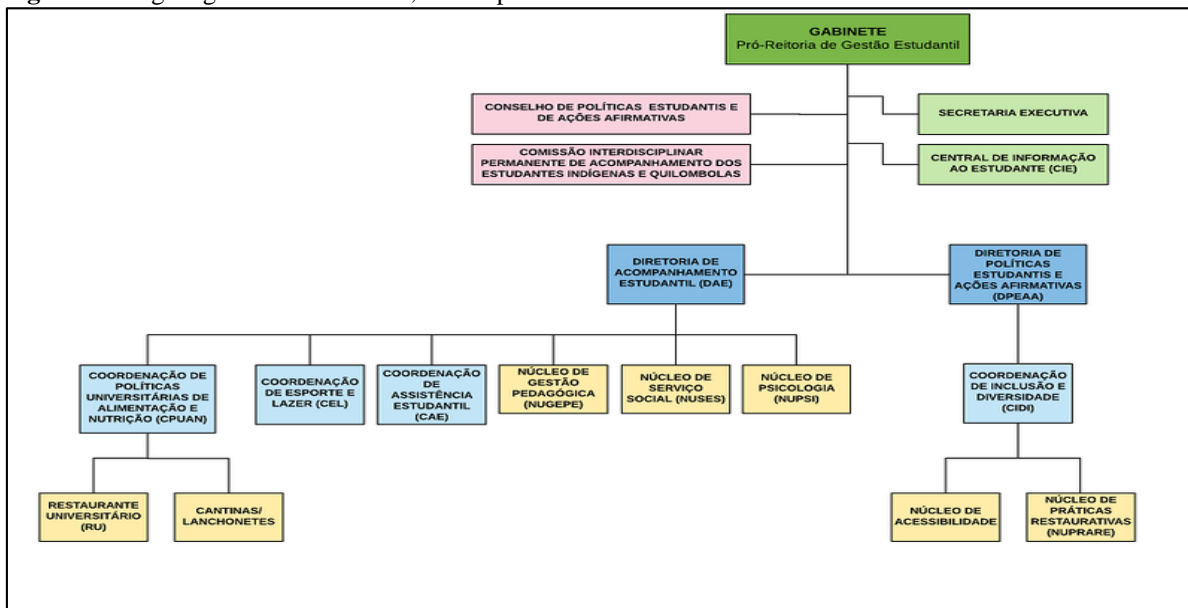 GABINETE
Pró-Reitoria de Gestão Estudantil
CONSELHO DE POLÍTICAS ESTUDANTIS E
DE AÇÕES AFIRMATIVAS
SECRETARIA EXECUTIVA
COMISSÃO INTERDISCIPLINAR
PERMANENTE DE ACOMPANHAMENTO DOS
ESTUDANTES INDÍGENAS E QUILOMBOLAS
CENTRAL DE INFORMAÇÃO
AO ESTUDANTE (CIE)
DIRETORIA DE
ACOMPANHAMENTO
ESTUDANTIL (DAE)
DIRETORIA DE
POLÍTICAS
ESTUDANTIS E
AÇÕES AFIRMATIVAS
(DPEAA)
COORDENAÇÃO DE
POLÍTICAS
UNIVERSITÁRIAS DE
ALIMENTAÇÃO E
NUTRIÇÃO (CPUAN)
COORDENAÇÃO
DE ESPORTE E
LAZER (CEL)
COORDENAÇÃO
DE
ASSISTÊNCIA
ESTUDANTIL
(CAE)
NÚCLEO DE
GESTÃO
PEDAGÓGICA
(NUGEPE)
NÚCLEO DE
SERVIÇO
SOCIAL (NUSES)
NÚCLEO DE
PSICOLOGIA
(NUPSI)
COORDENAÇÃO
DE INCLUSÃO E
DIVERSIDADE
(CIDI)
RESTAURANTE
UNIVERSITÁRIO
(RU)
CANTINAS/
LANCHONETES
NÚCLEO DE
ACESSIBILIDADE
NÚCLEO DE
PRÁTICAS
RESTAURATIVAS
(NUPRARE)